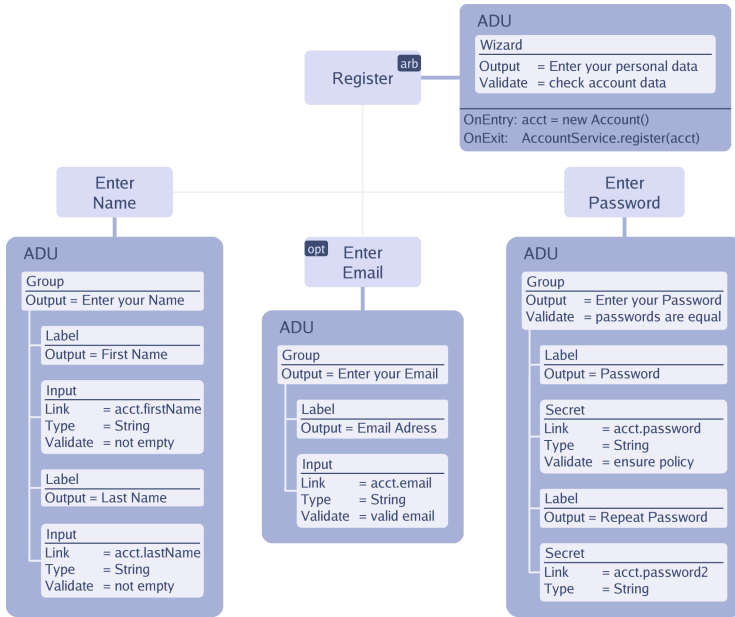 ADU
Wizard
Output = Enter your personal data
Validate = check account data
OnEntry: acct = new Account()
OnExit: AccountService.register(acct)
Register
arb
Enter
Name
ADU
Group
Output = Enter your Name
Label
Output = First Name
Input
Link = acct.firstName
Type = String
Validate = not empty
Label
Output = Last Name
Input
Link = acct.lastName
Type = String
Validate = not empty
opt
Enter
Email
ADU
Group
Output = Enter your Email
Label
Output = Email Adress
Input
Link = acct.email
Type = String
Validate = valid email
Enter
Password
ADU
Group
Output = Enter your Password
Validate = passwords are equal
Label
Output = Password
Secret
Link = acct.password
Type = String
Validate = ensure policy
Label
Output = Repeat Password
Secret
Link = acct.password2
Type = String